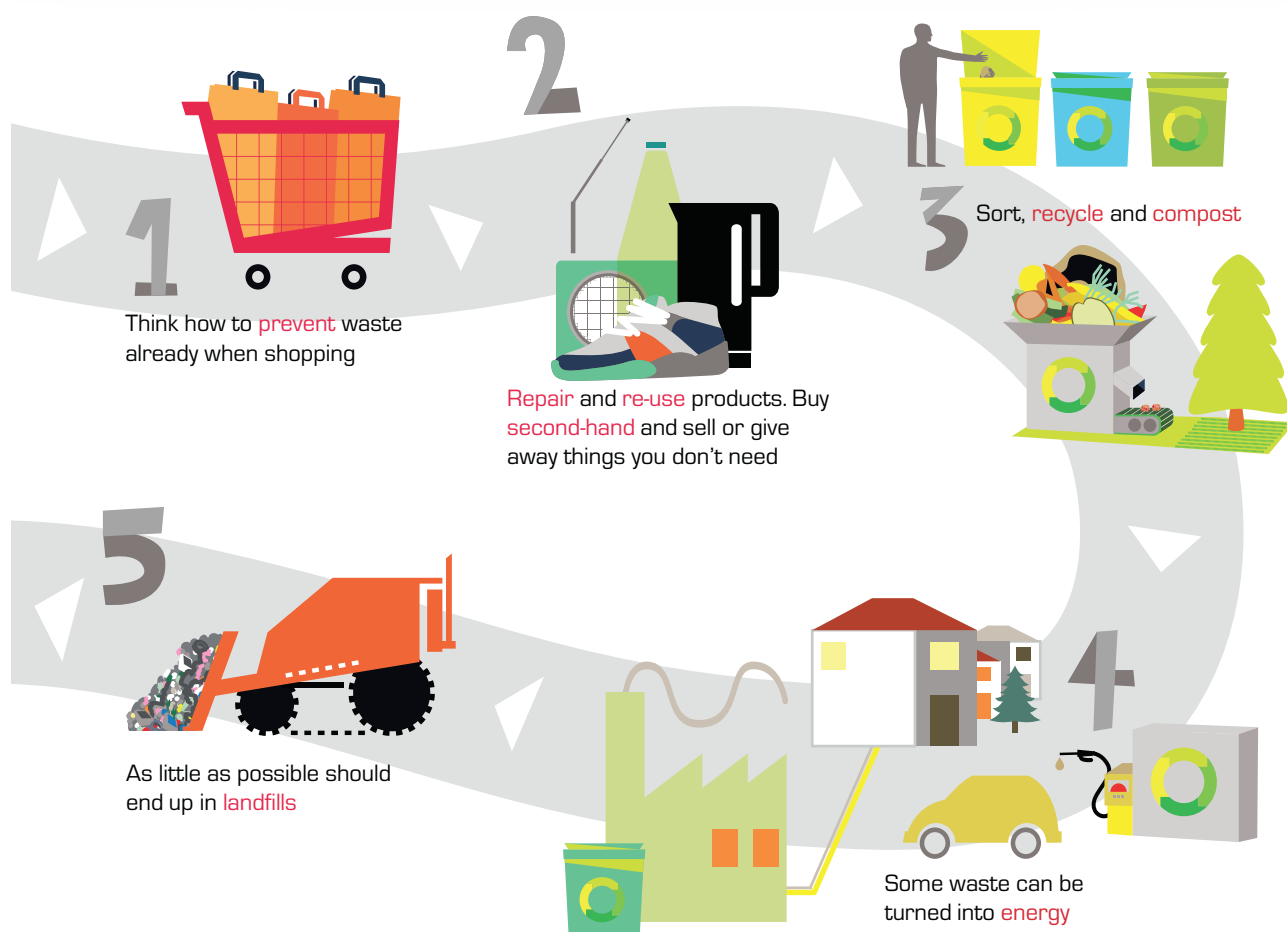 1
Think how to prevent waste
already when shopping
2
Repair and re-use products. Buy
second-hand and sell or give
away things you don't need
3
Sort, recycle and compost
4
Some waste can be
turned into energy
5
As little as possible should
end up in landfills